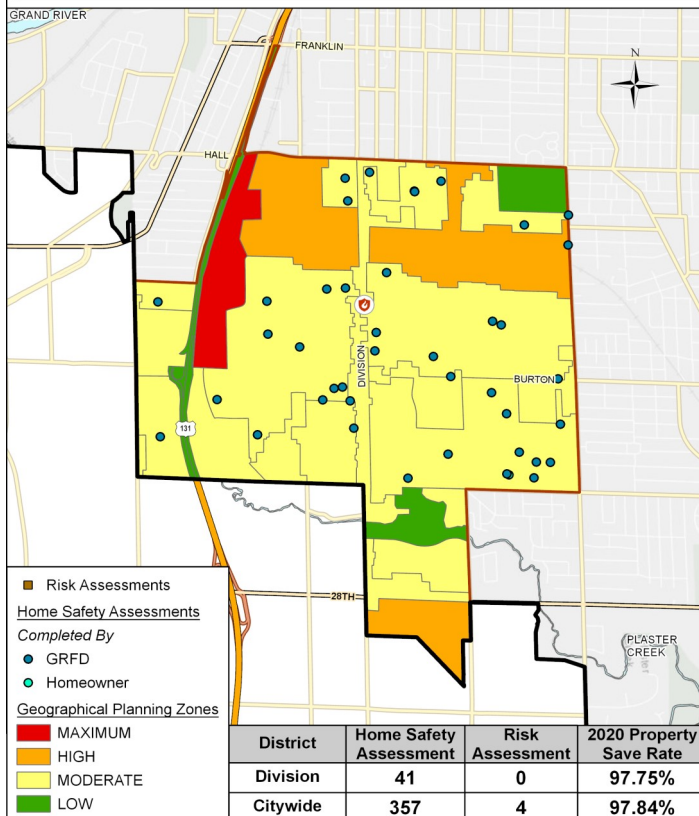 GRAND RIVER
FRANKLIN
N
HALL
DIVISION
BURTON
131
28TH
PLASTER
CREEK
Risk Assessments
Home Safety Assessments
Completed By
GRFD
Homeowner
Geographical Planning Zones
MAXIMUM
HIGH
MODERATE
LOW
District Home Safety Assessment Risk Assessment 2020 Property Save Rate
Division 41 0 97.75%
Citywide 357 4 97.84%